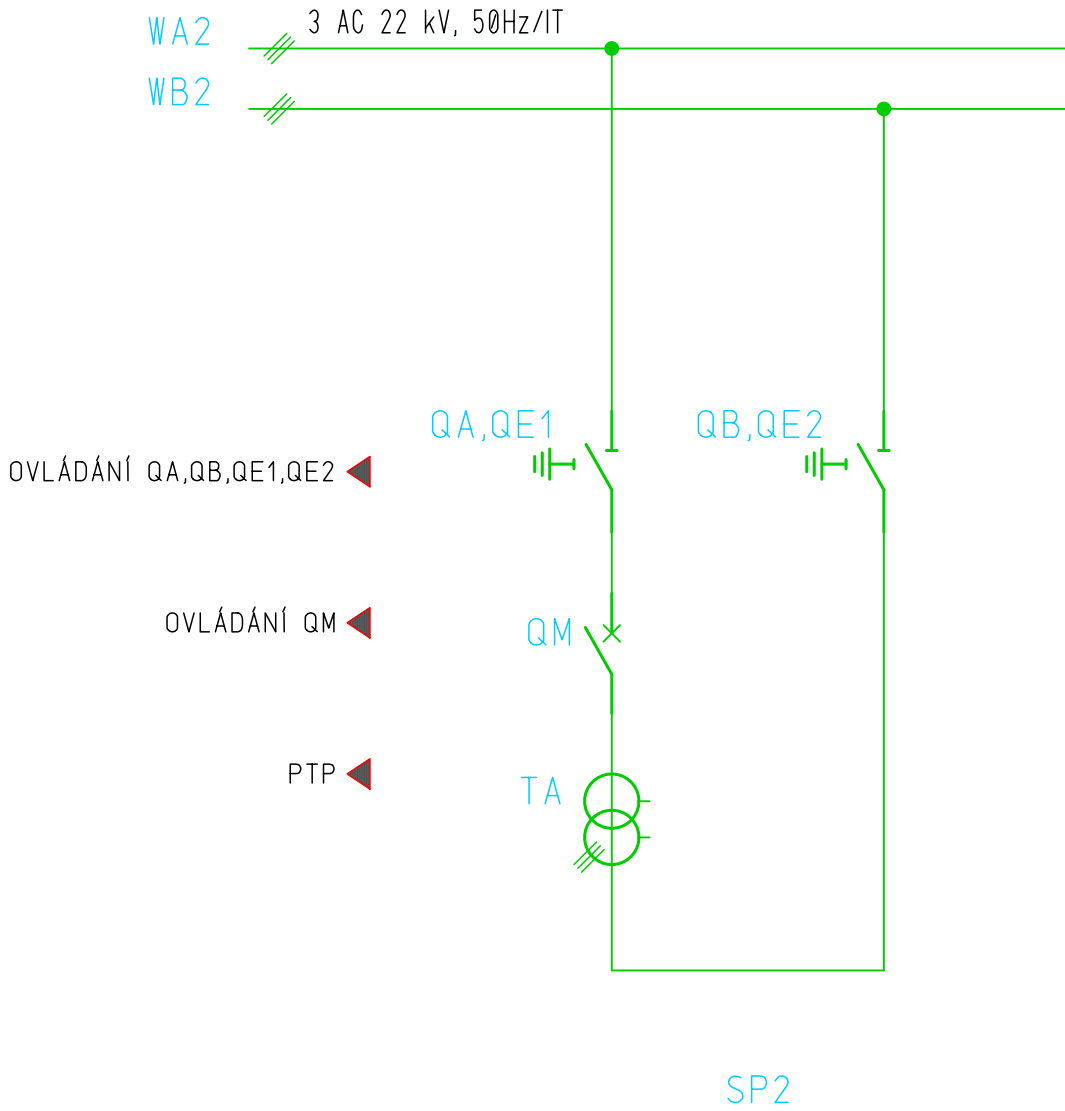 WA2
3 AC 22 kV, 50Hz/IT
WB2
QA,QE1
QB,QE2
OVLÁDÁNÍ QA,QB,QE1,QE2
OVLÁDÁNÍ QM
QM
PTP
TA
SP2